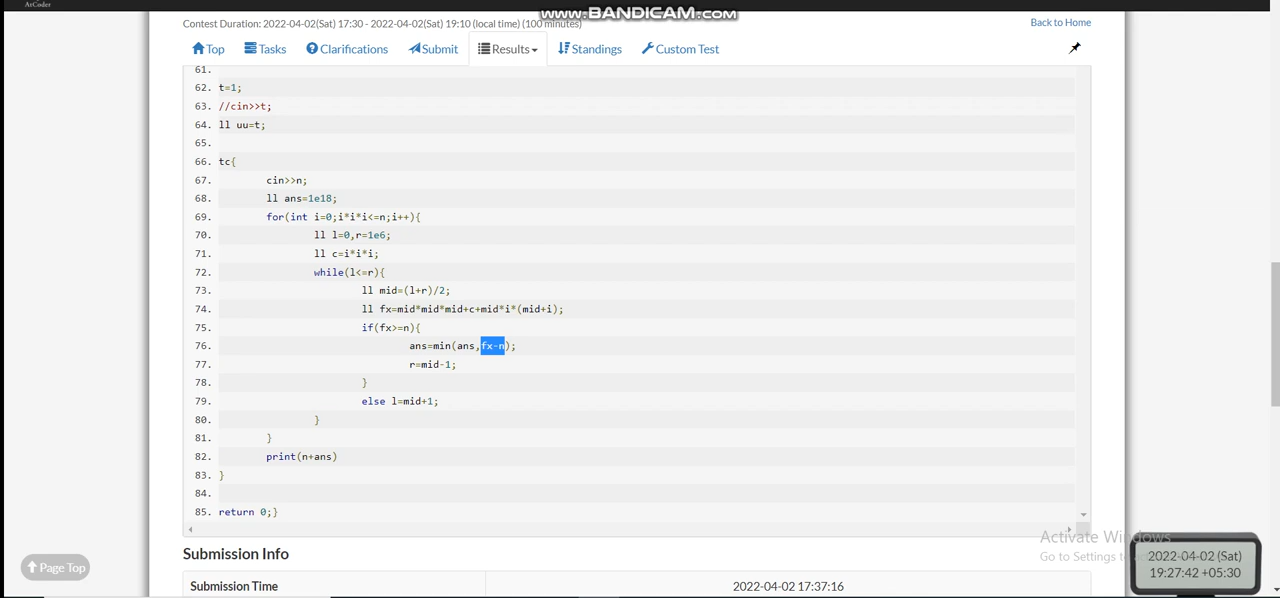 AtCoder
www.BANDICAM.com
Contest Duration: 2022-04-02(Sat) 17:30 - 2022-04-02(Sat) 19:10 (local time) (100 minutes)
Back to Home
Top Tasks Clarifications Submit Results Standings Custom Test
61.
62. t=1;
63. //cin>>t;
64. ll uu=t;
65.
66. tc{
67. cin>>n;
68. ll ans=1e18;
69. for(int i=0;i*i*i<=n;i++){
70. ll l=0,r=1e6;
71. ll c=i*i*i;
72. while(l<=r){
73. ll mid=(l+r)/2;
74. ll fx=mid*mid*mid+c+mid*i*(mid+i);
75. if(fx>=n){
76. ans=min(ans,fx-n);
77. r=mid-1;
78. }
79. else l=mid+1;
80. }
81. }
82. print(n+ans)
83. }
84.
85. return 0;}
Page Top
Submission Info
Activate Windows
Go to Settings to
Submission Time 2022-04-02 17:37:16
2022-04-02 (Sat)
19:27:42 +05:30